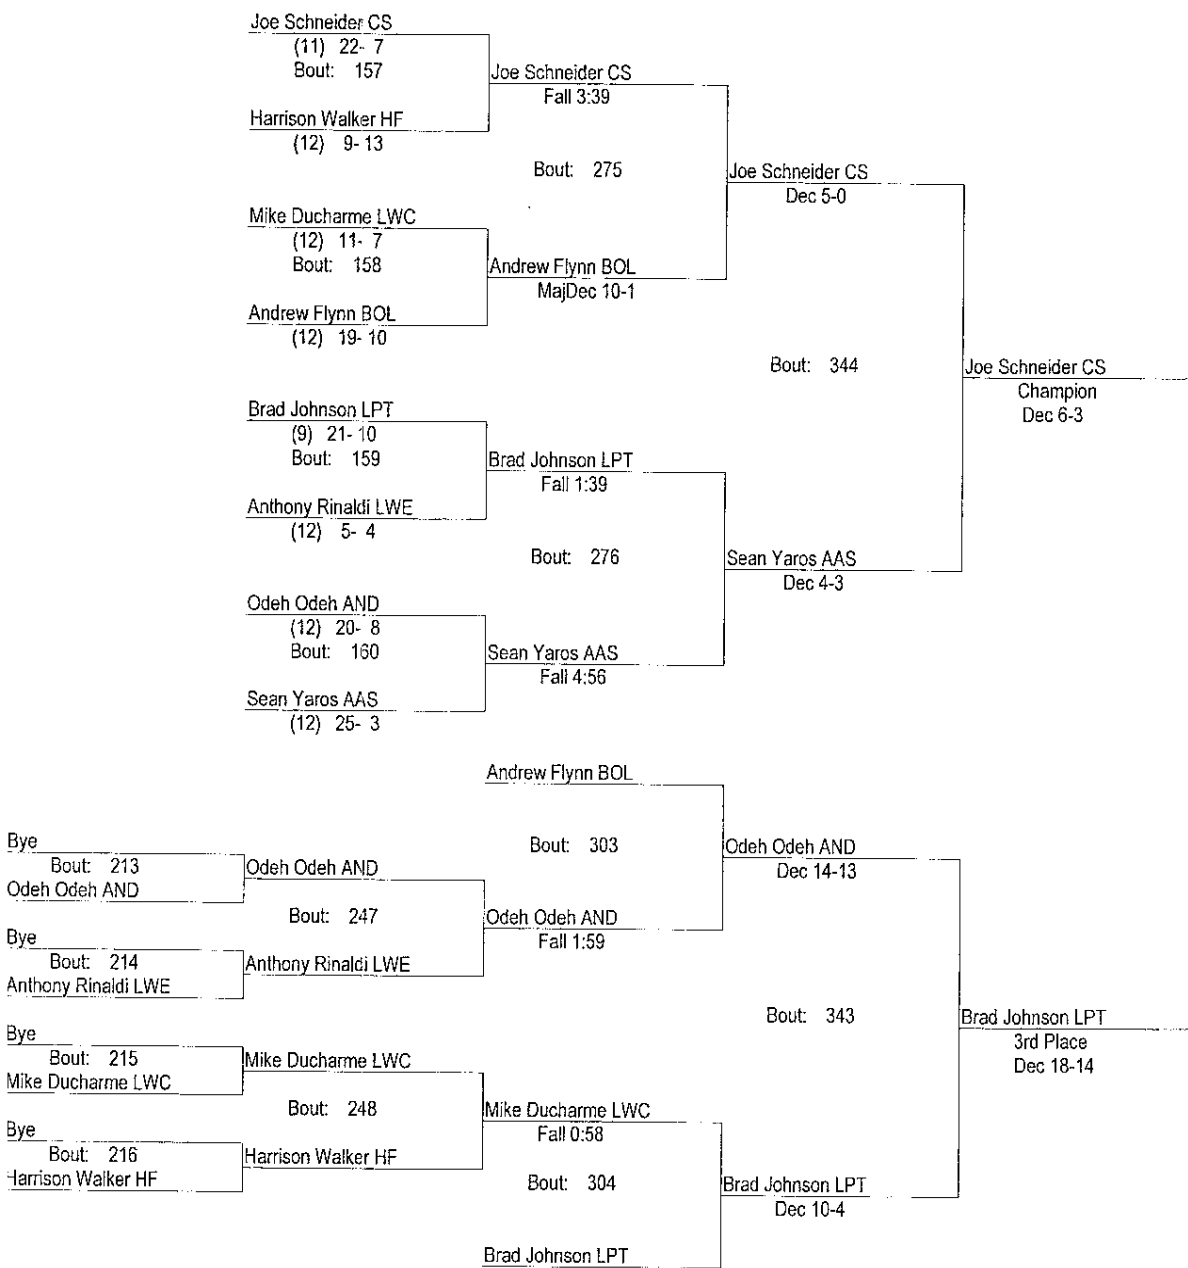 Joe Schneider CS
(11) 22- 7
Bout: 157
Joe Schneider CS
Fall 3:39
Harrison Walker HF
(12) 9- 13
Bout: 275
Joe Schneider CS
Dec 5-0
Mike Ducharme LWC
(12) 11- 7
Bout: 158
Andrew Flynn BOL
MajDec 10-1
Andrew Flynn BOL
(12) 19- 10
Bout: 344
Joe Schneider CS
Champion
Dec 6-3
Brad Johnson LPT
(9) 21- 10
Bout: 159
Brad Johnson LPT
Fall 1:39
Anthony Rinaldi LWE
(12) 5- 4
Bout: 276
Sean Yaros AAS
Dec 4-3
Odeh Odeh AND
(12) 20- 8
Bout: 160
Sean Yaros AAS
Fall 4:56
Sean Yaros AAS
(12) 25- 3
Andrew Flynn BOL
Bye
Bout: 213
Odeh Odeh AND
Odeh Odeh AND
Bout: 303
Odeh Odeh AND
Dec 14-13
Bout: 247
Odeh Odeh AND
Fall 1:59
Bye
Bout: 214
Anthony Rinaldi LWE
Anthony Rinaldi LWE
Bout: 343
Brad Johnson LPT
3rd Place
Dec 18-14
Bye
Bout: 215
Mike Ducharme LWC
Mike Ducharme LWC
Bout: 248
Mike Ducharme LWC
Fall 0:58
Bye
Bout: 216
Harrison Walker HF
Harrison Walker HF
Bout: 304
Brad Johnson LPT
Dec 10-4
Brad Johnson LPT